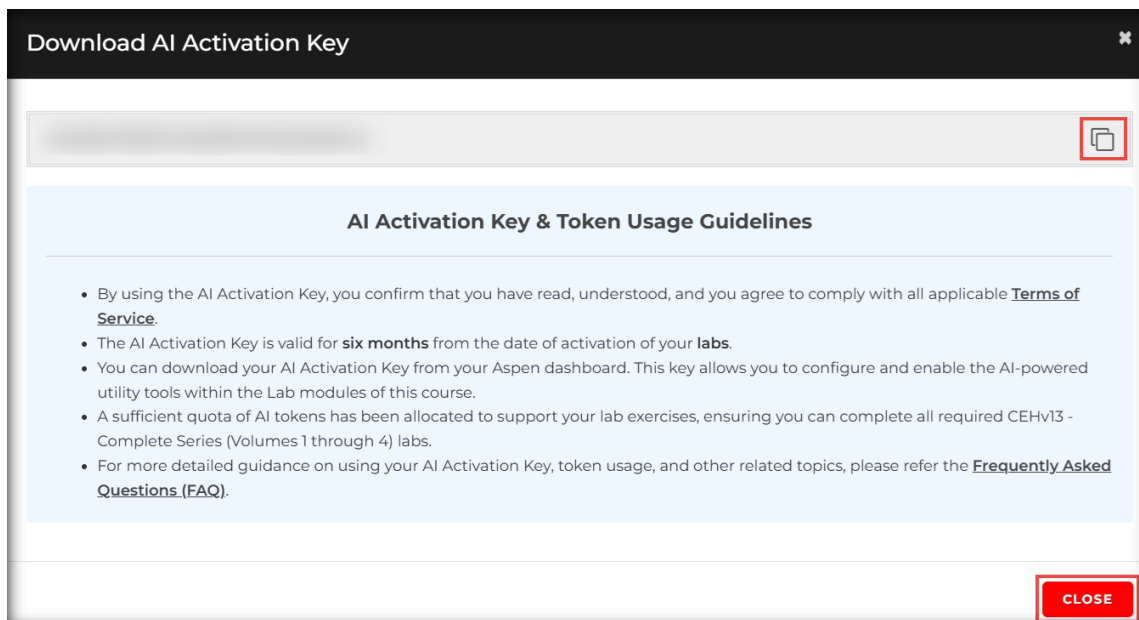 Download AI Activation Key
AI Activation Key & Token Usage Guidelines
By using the AI Activation Key, you confirm that you have read, understood, and you agree to comply with all applicable Terms of
Service.
The AI Activation Key is valid for six months from the date of activation of your labs.
You can download your AI Activation Key from your Aspen dashboard. This key allows you to configure and enable the AI-powered
utility tools within the Lab modules of this course.
A sufficient quota of AI tokens has been allocated to support your lab exercises, ensuring you can complete all required CEHv13 -
Complete Series (Volumes 1 through 4) labs.
For more detailed guidance on using your AI Activation Key, token usage, and other related topics, please refer the Frequently Asked
Questions (FAQ).
CLOSE